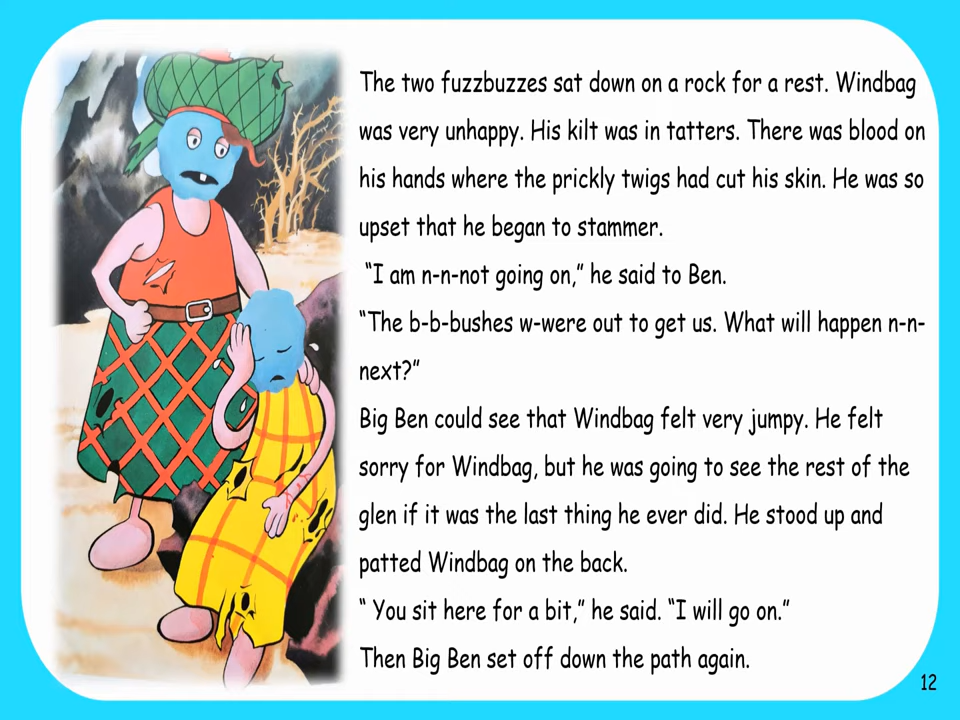 The two fuzzbuzzes sat down on a rock for a rest. Windbag
was very unhappy. His kilt was in tatters. There was blood on
his hands where the prickly twigs had cut his skin. He was so
upset that he began to stammer.
“I am n-n-not going on,” he said to Ben.
“The b-b-bushes w-were out to get us. What will happen n-n-
next?”
Big Ben could see that Windbag felt very jumpy. He felt
sorry for Windbag, but he was going to see the rest of the
glen if it was the last thing he ever did. He stood up and
patted Windbag on the back.
“ You sit here for a bit,” he said. “I will go on.”
Then Big Ben set off down the path again.
12